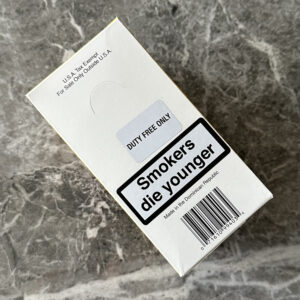 U.S.A. Tax Exempt
For Sale Only Outside U.S.A.
DUTY FREE ONLY
Smokers
die younger
Made in the Dominican Republic